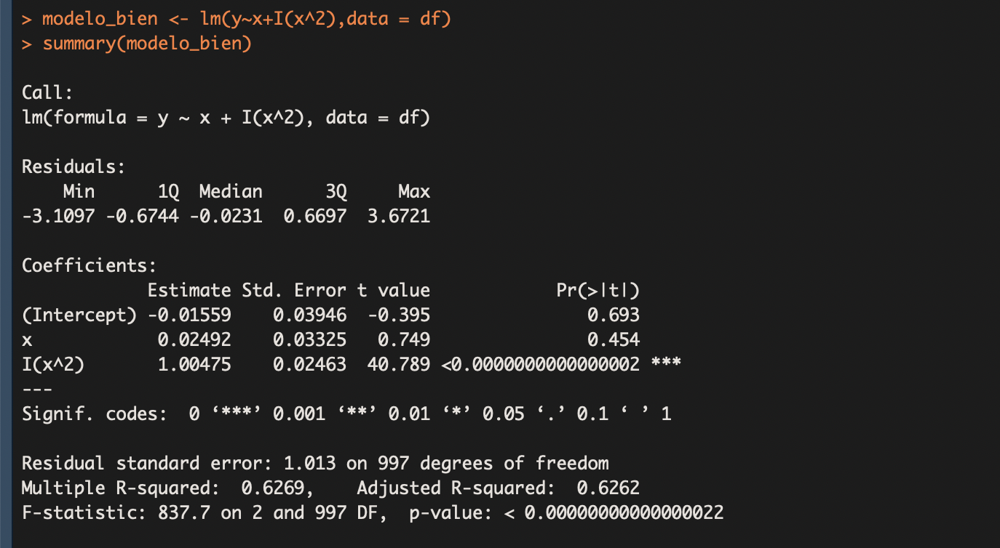 > modelo_bien <- lm(y~x+I(x^2),data = df)
> summary(modelo_bien)
Call:
lm(formula = y ~ x + I(x^2), data = df)
Residuals:
    Min      1Q  Median      3Q     Max
-3.1097 -0.6744 -0.0231  0.6697  3.6721
Coefficients:
            Estimate Std. Error t value            Pr(>|t|)
(Intercept) -0.01559    0.03946  -0.395               0.693
x            0.02492    0.03325   0.749               0.454
I(x^2)       1.00475    0.02463  40.789 <0.0000000000000002 ***
---
Signif. codes:  0 ‘***’ 0.001 ‘**’ 0.01 ‘*’ 0.05 ‘.’ 0.1 ‘ ’ 1
Residual standard error: 1.013 on 997 degrees of freedom
Multiple R-squared:  0.6269,	Adjusted R-squared:  0.6262
F-statistic: 837.7 on 2 and 997 DF,  p-value: < 0.00000000000000022